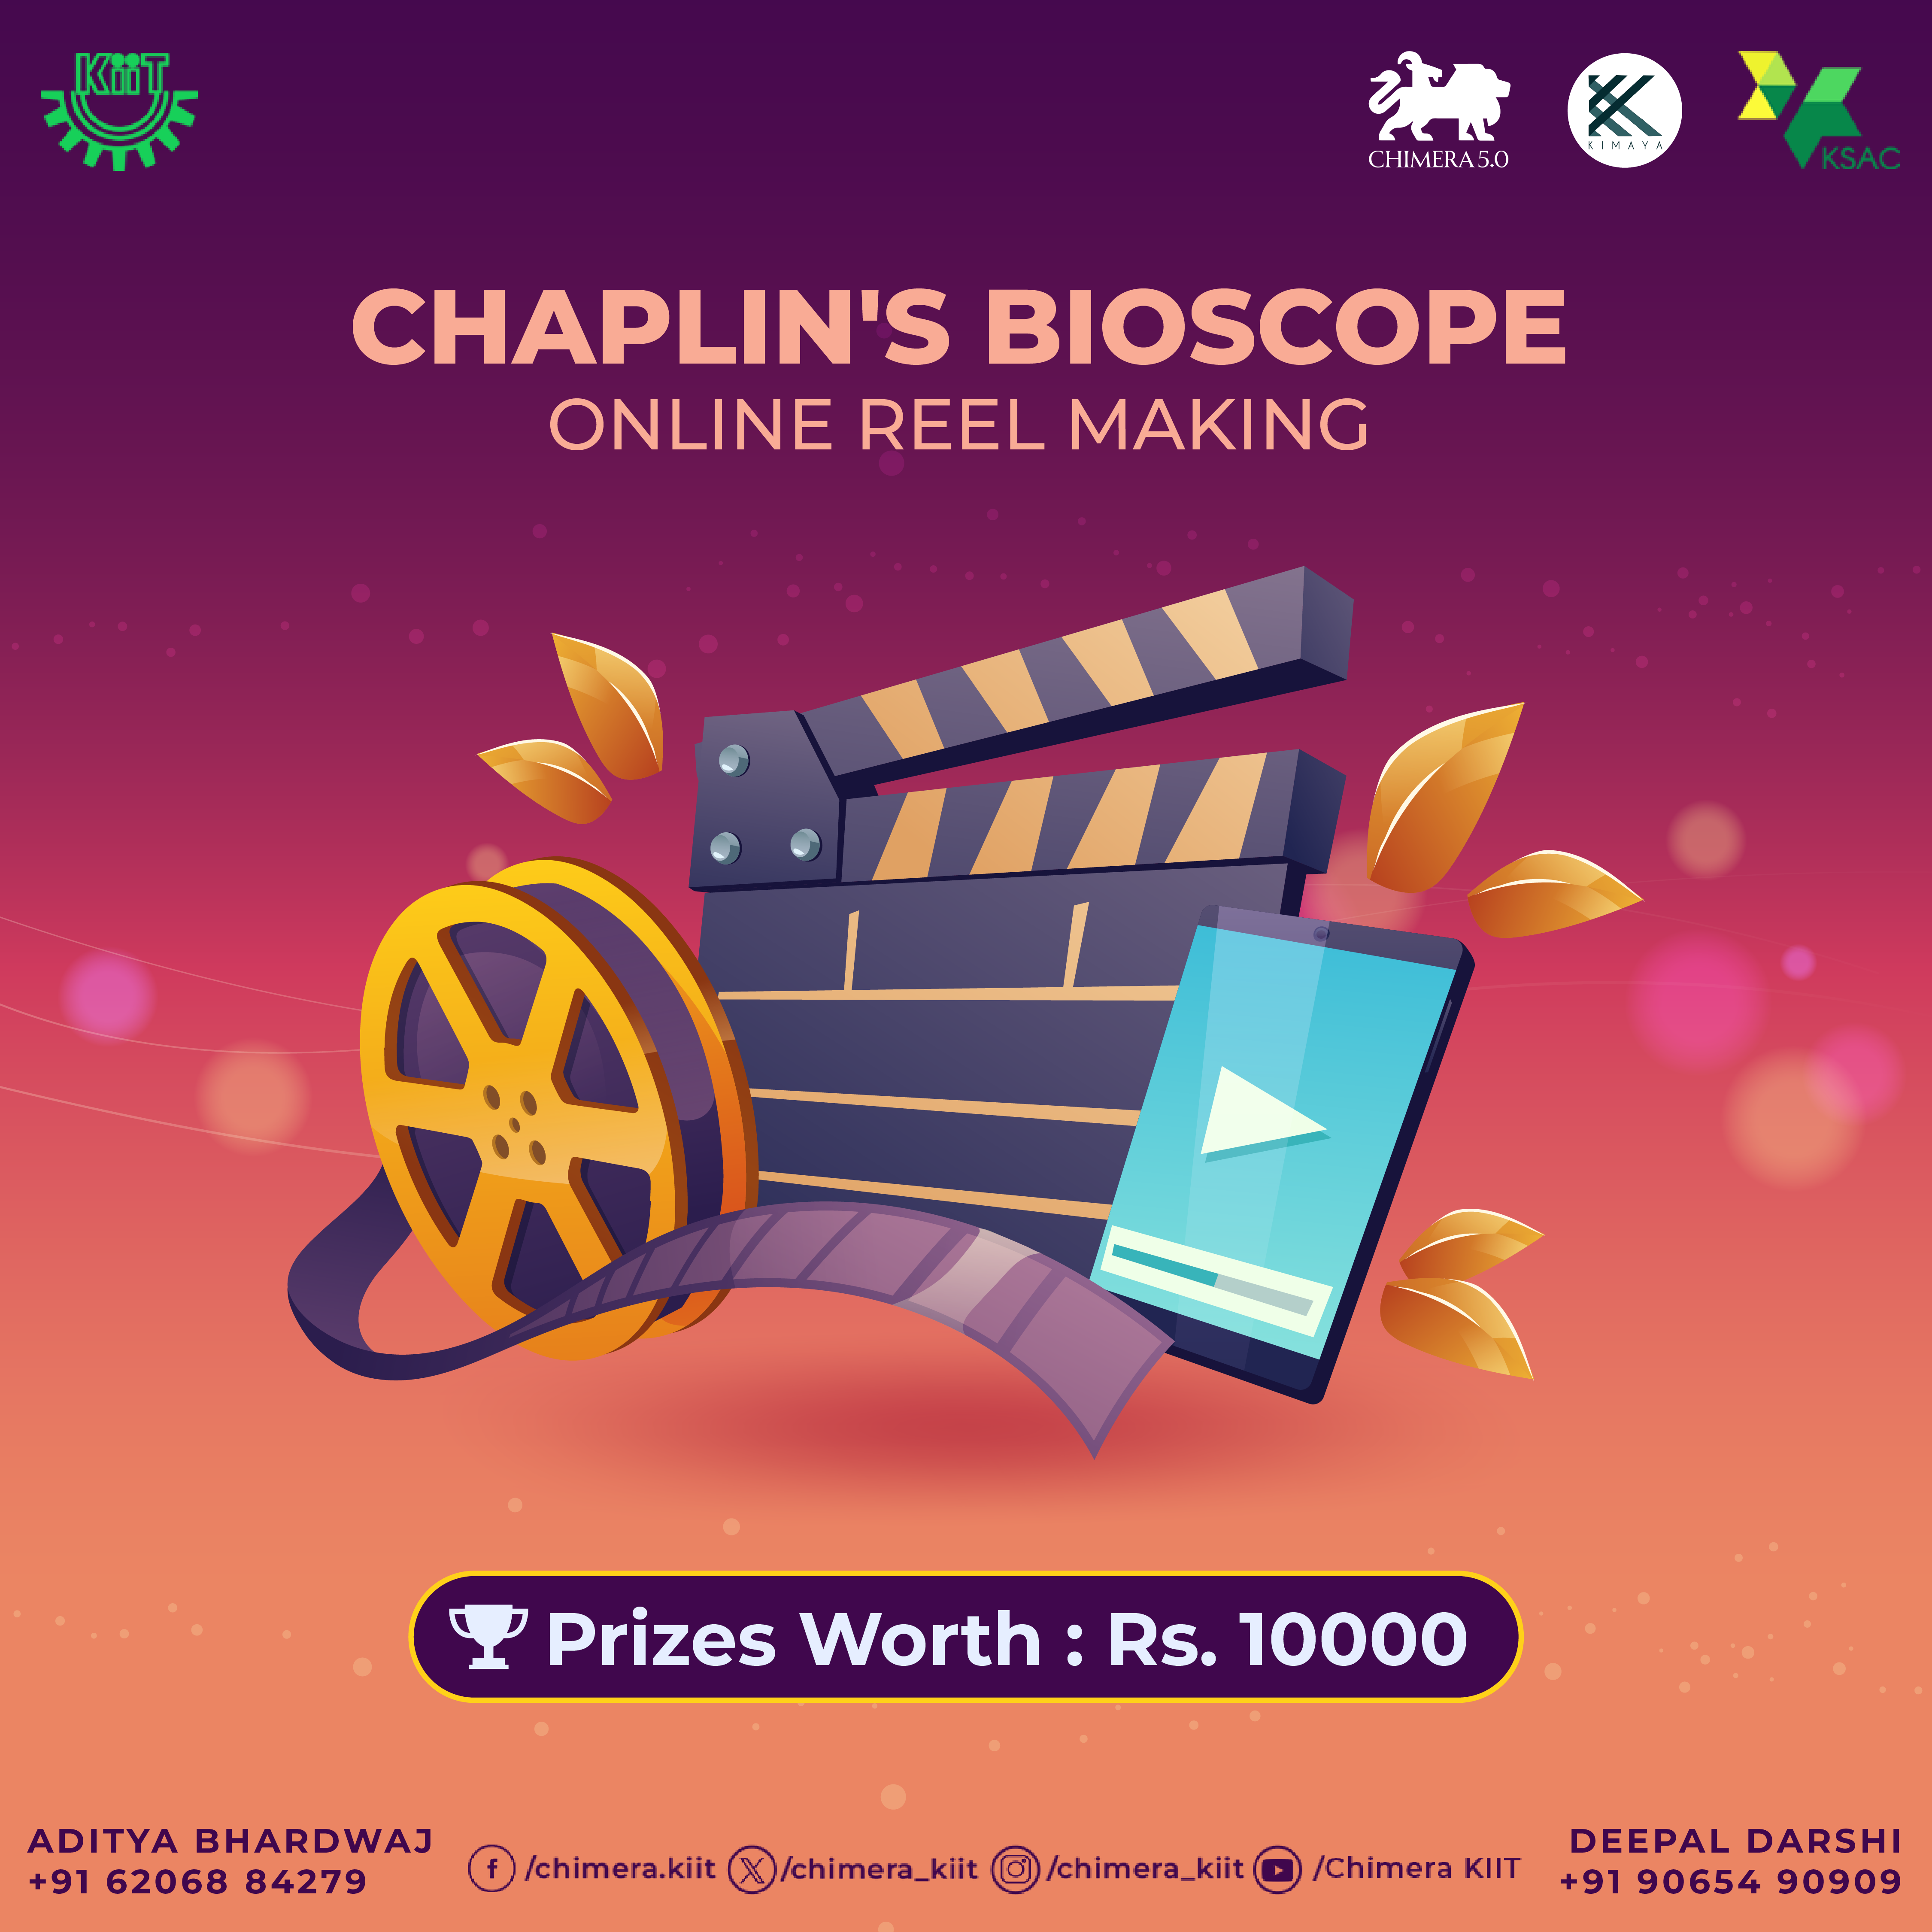 KiiT
CHIMERA 5.0
KIMAYA
KSAC
CHAPLIN'S BIOSCOPE
ONLINE REEL MAKING
Prizes Worth : Rs. 10000
ADITYA BHARDWAJ
+91 62068 84279
/chimera.kiit
/chimera_kiit
/chimera_kiit
/Chimera KIIT
DEEPAL DARSHI
+91 90654 90909